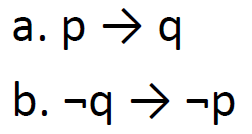 a. p → q
b. ¬q → ¬p